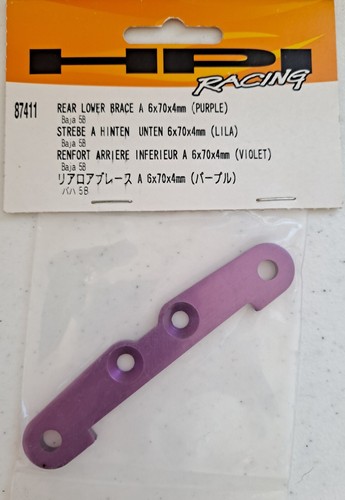 HPI
RACING
87411
REAR LOWER BRACE A 6x70x4mm (PURPLE)
Baja 5B
STREBE A HINTEN UNTEN 6x70x4mm (LILA)
Baja 5B
RENFORT ARRIERE INFERIEUR A 6x70x4mm (VIOLET)
Baja 5B
リアロアブレース A 6x70x4mm (パープル)
バハ 5B